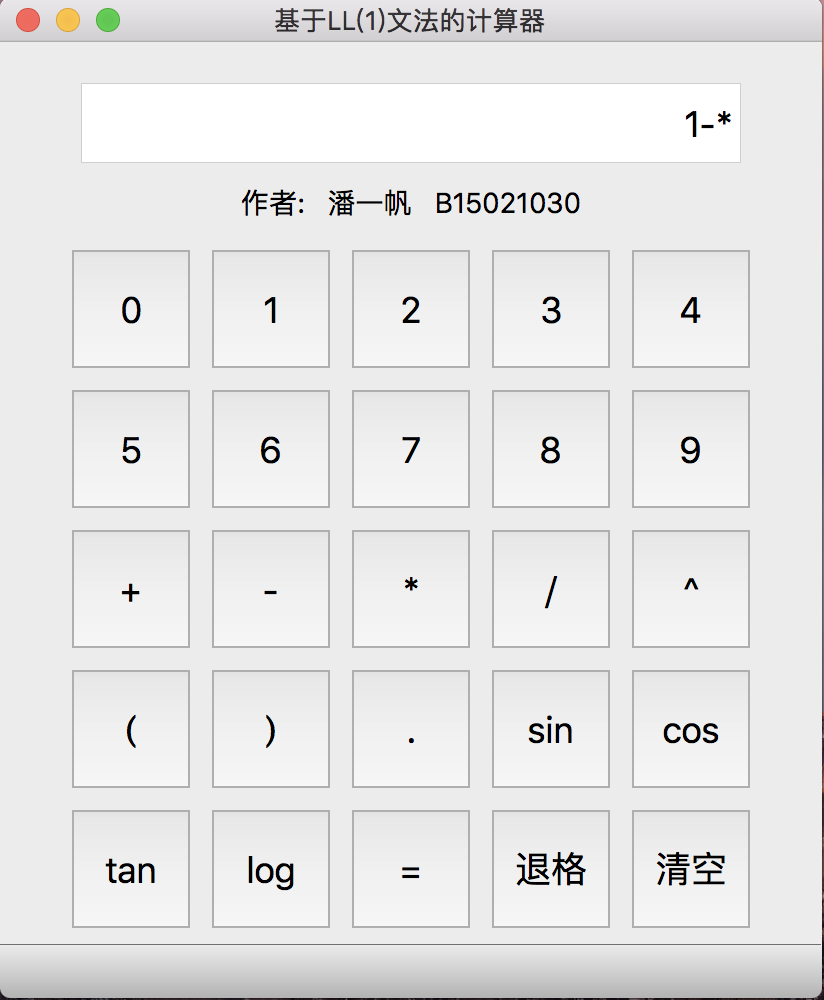 基于LL(1)文法的计算器
1-*
作者: 潘一帆 B15021030
0 1 2 3 4
5 6 7 8 9
+ - * / ^
( ) . sin cos
tan log = 退格 清空